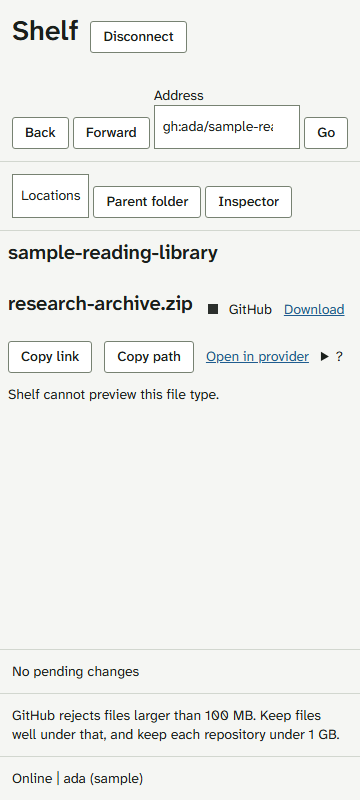 Shelf Disconnect
Address
Back Forward gh:ada/sample-rea Go
Locations Parent folder Inspector
sample-reading-library
research-archive.zip GitHub Download
Copy link Copy path Open in provider ?
Shelf cannot preview this file type.
No pending changes
GitHub rejects files larger than 100 MB. Keep files
well under that, and keep each repository under 1 GB.
Online | ada (sample)